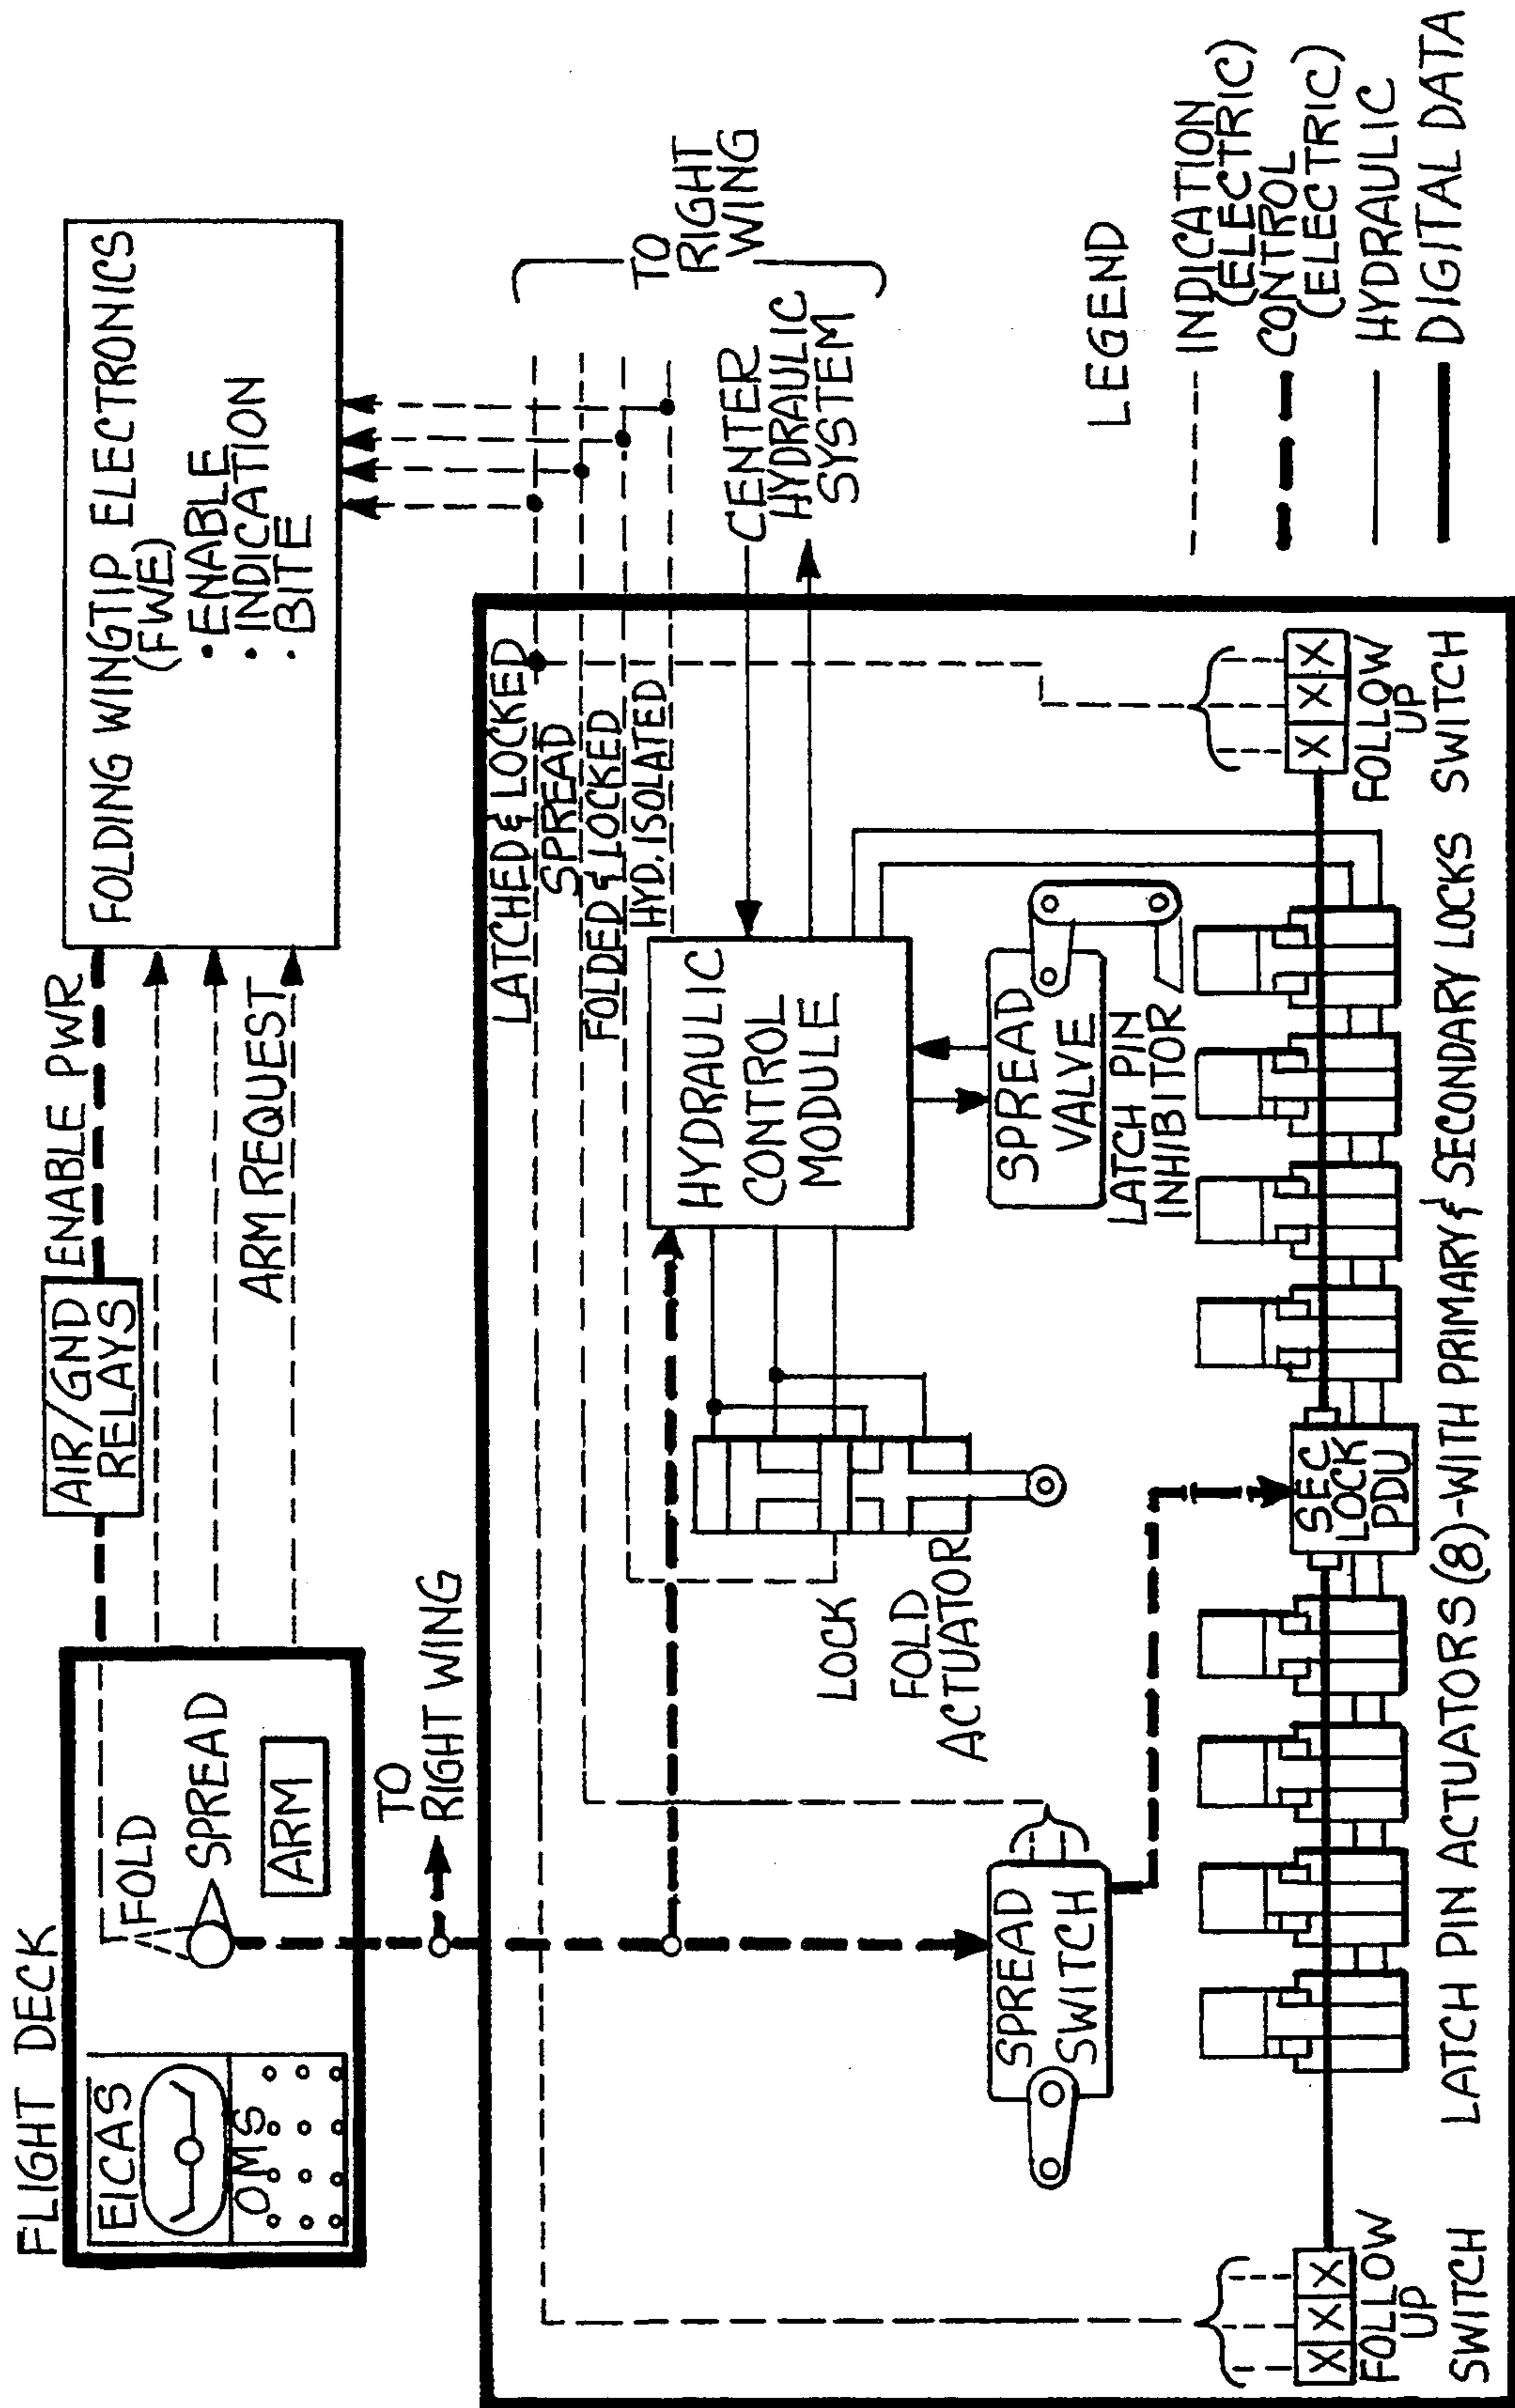 FLIGHT DECK
EICAS
OMS
FOLD
SPREAD
ARM
AIR/GND
RELAYS
ENABLE PWR
ARM REQUEST
FOLDING WINGTIP ELECTRONICS
(FWE)
• ENABLE
• INDICATION
• BITE
TO
RIGHT WING
TO
RIGHT
WING
LATCHED & LOCKED
SPREAD
FOLDED & LOCKED
HYD. ISOLATED
CENTER
HYDRAULIC
SYSTEM
HYDRAULIC
CONTROL
MODULE
LOCK
FOLD
ACTUATOR
SPREAD
SWITCH
SPREAD
VALVE
LATCH PIN
INHIBITOR
SEC
LOCK
PDU
X X X
FOLLOW
UP
SWITCH
LATCH PIN ACTUATORS (8)-WITH PRIMARY & SECONDARY LOCKS
X X X
FOLLOW
UP
SWITCH
LEGEND
INDICATION
(ELECTRIC)
CONTROL
(ELECTRIC)
HYDRAULIC
DIGITAL DATA